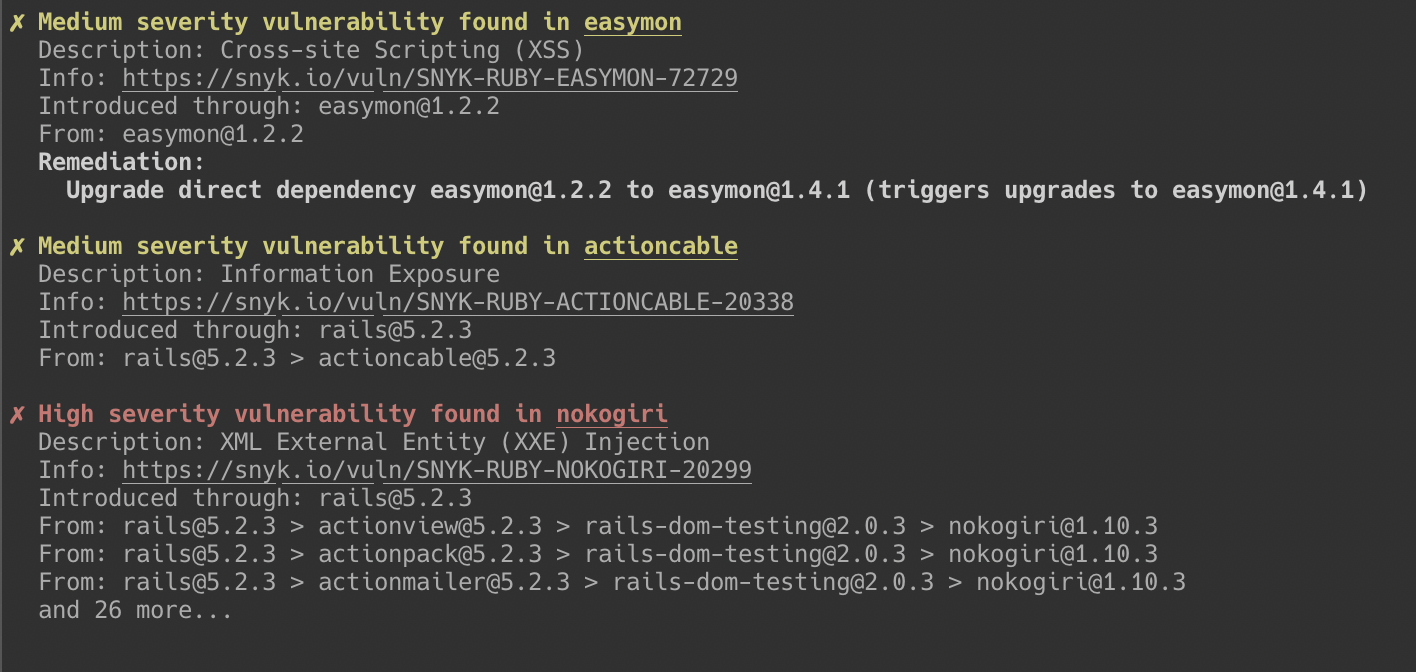 ✗ Medium severity vulnerability found in easymon
Description: Cross-site Scripting (XSS)
Info: https://snyk.io/vuln/SNYK-RUBY-EASYMON-72729
Introduced through: easymon@1.2.2
From: easymon@1.2.2
Remediation:
Upgrade direct dependency easymon@1.2.2 to easymon@1.4.1 (triggers upgrades to easymon@1.4.1)
✗ Medium severity vulnerability found in actioncable
Description: Information Exposure
Info: https://snyk.io/vuln/SNYK-RUBY-ACTIONCABLE-20338
Introduced through: rails@5.2.3
From: rails@5.2.3 > actioncable@5.2.3
✗ High severity vulnerability found in nokogiri
Description: XML External Entity (XXE) Injection
Info: https://snyk.io/vuln/SNYK-RUBY-NOKOGIRI-20299
Introduced through: rails@5.2.3
From: rails@5.2.3 > actionview@5.2.3 > rails-dom-testing@2.0.3 > nokogiri@1.10.3
From: rails@5.2.3 > actionpack@5.2.3 > rails-dom-testing@2.0.3 > nokogiri@1.10.3
From: rails@5.2.3 > actionmailer@5.2.3 > rails-dom-testing@2.0.3 > nokogiri@1.10.3
and 26 more...